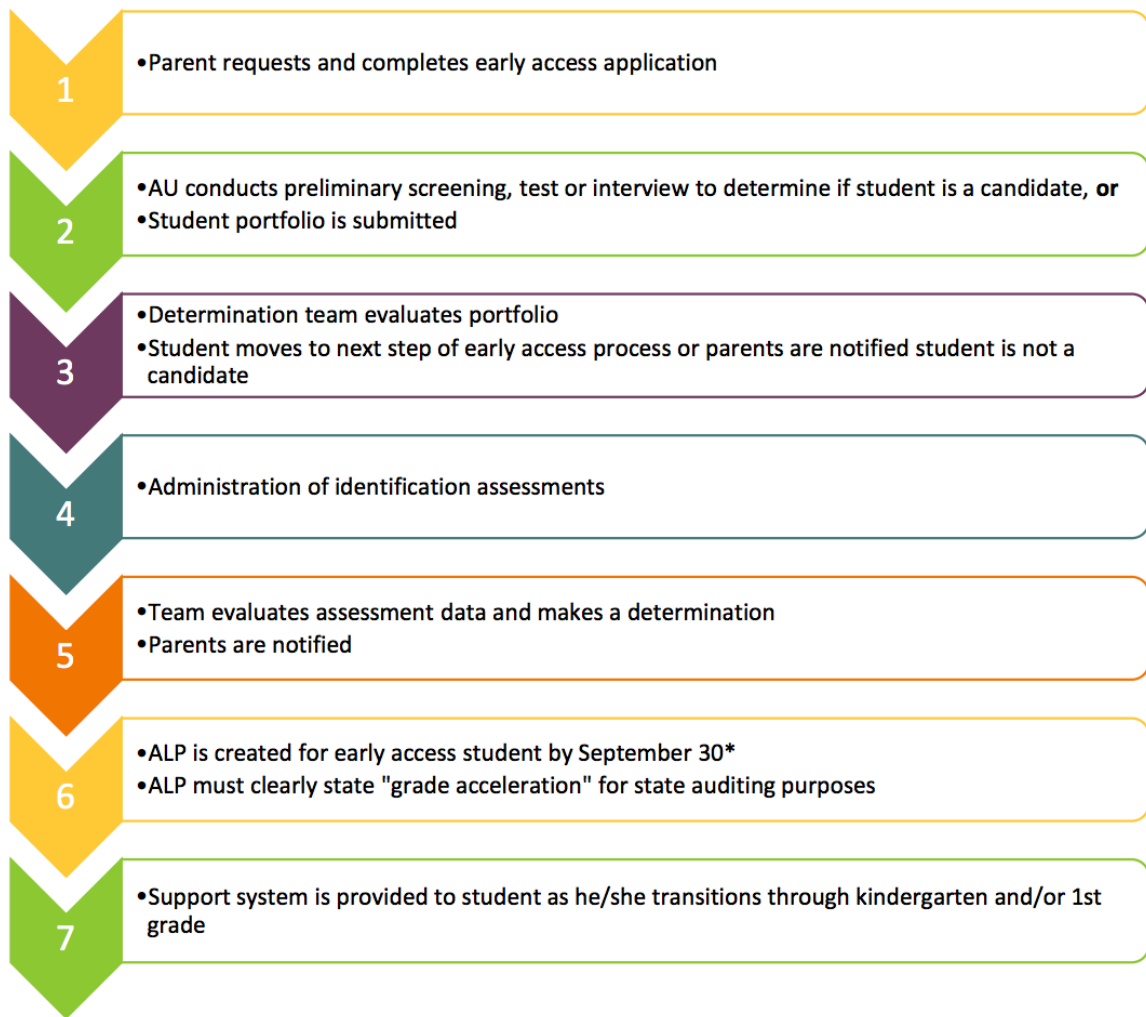 1
•Parent requests and completes early access application
2
•AU conducts preliminary screening, test or interview to determine if student is a candidate, or
•Student portfolio is submitted
3
•Determination team evaluates portfolio
•Student moves to next step of early access process or parents are notified student is not a
candidate
4
•Administration of identification assessments
5
•Team evaluates assessment data and makes a determination
•Parents are notified
6
•ALP is created for early access student by September 30*
•ALP must clearly state "grade acceleration" for state auditing purposes
7
•Support system is provided to student as he/she transitions through kindergarten and/or 1st
grade